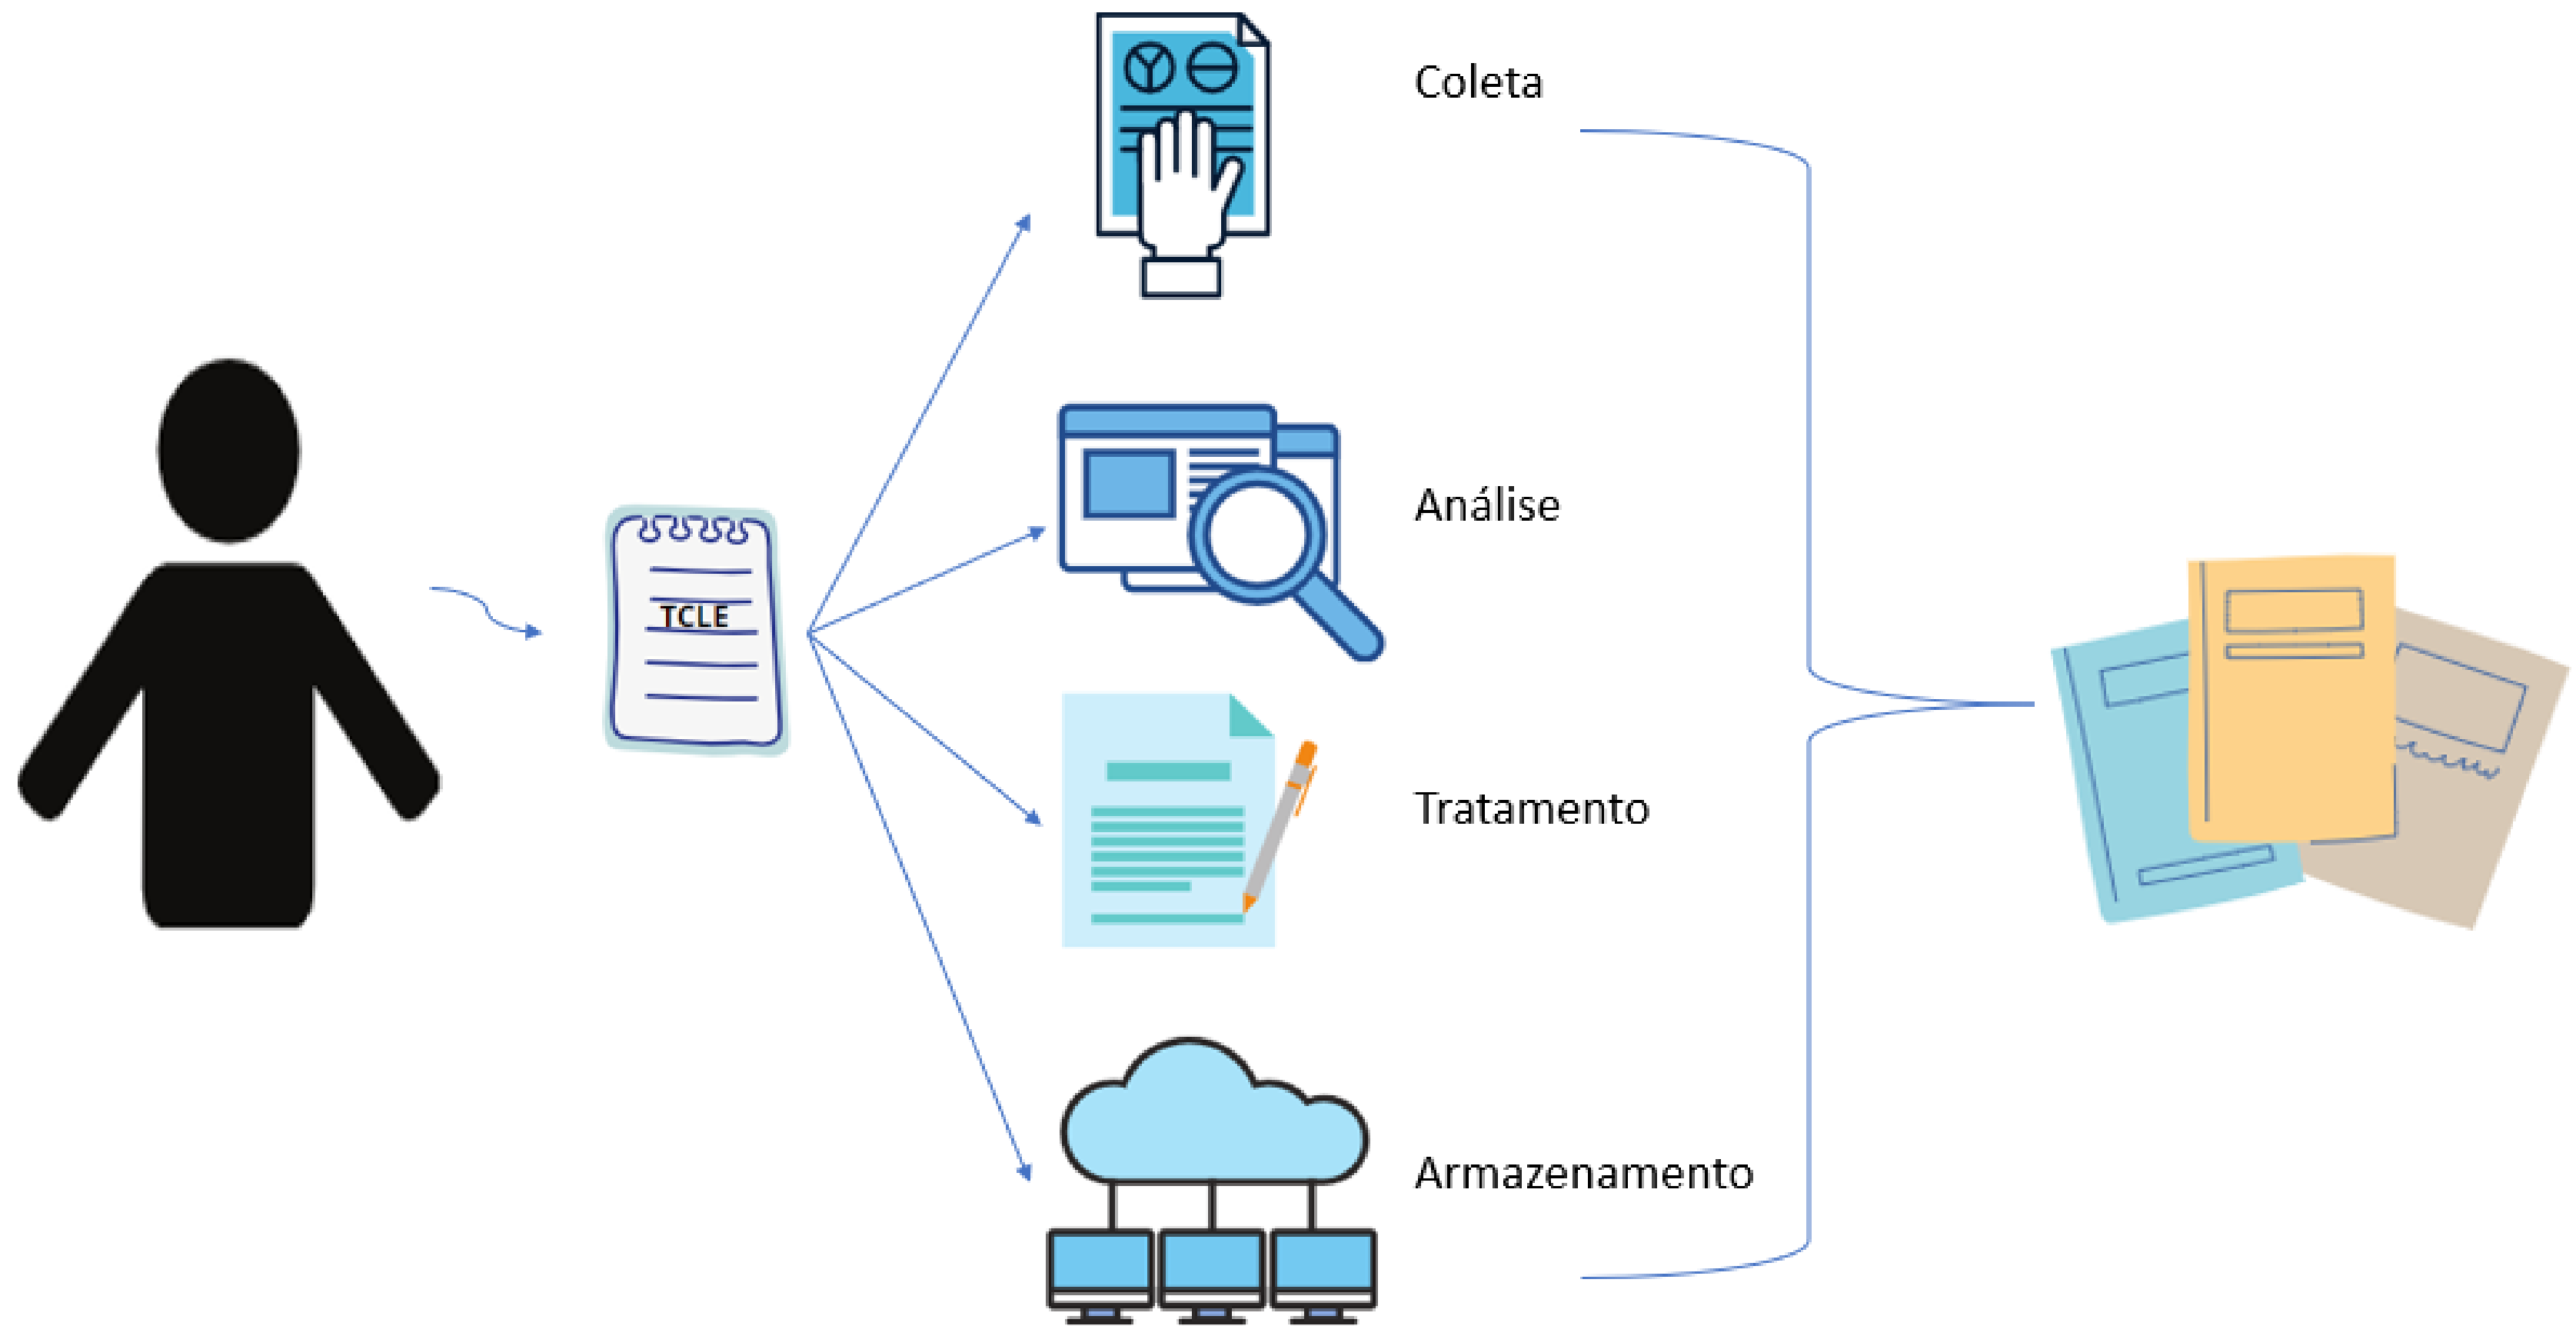 Coleta
Análise
TCLE
Tratamento
Armazenamento